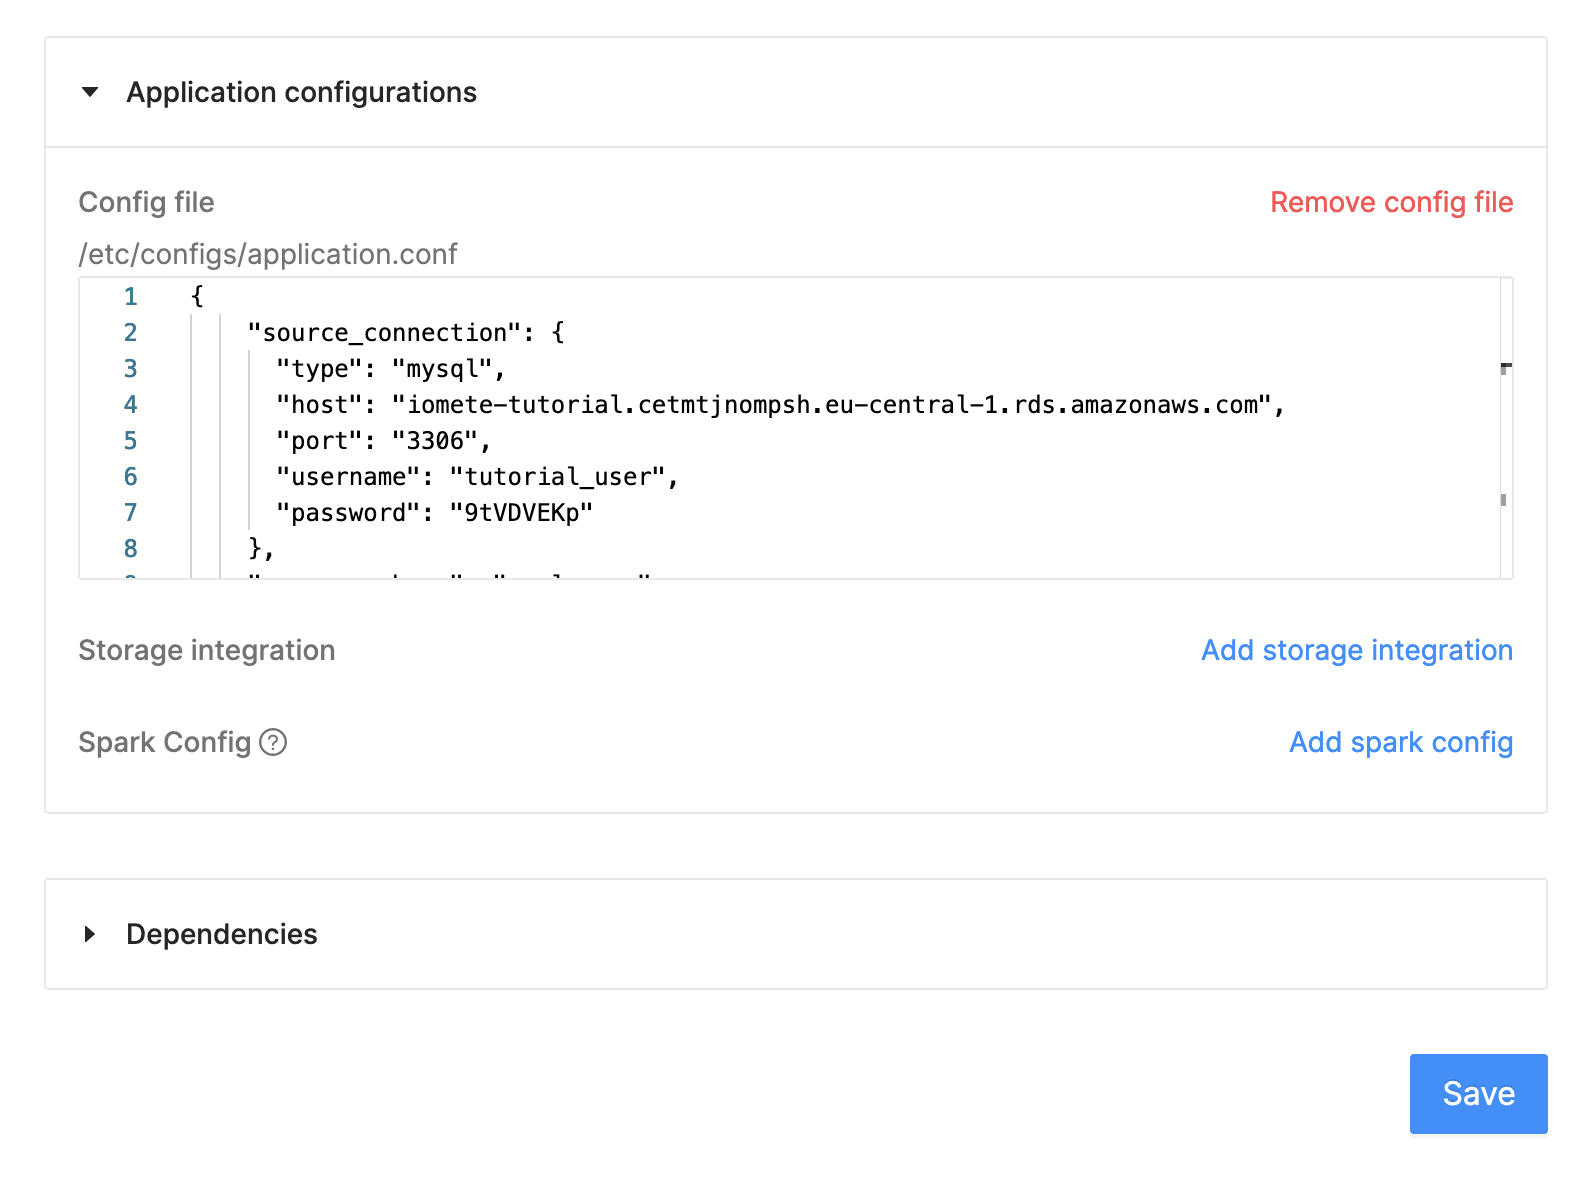 Application configurations
Config file
Remove config file
/etc/configs/application.conf
1 {
2 "source_connection": {
3 "type": "mysql",
4 "host": "iomete-tutorial.cetmtjnompsh.eu-central-1.rds.amazonaws.com",
5 "port": "3306",
6 "username": "tutorial_user",
7 "password": "9tVDVEKp"
8 },
Storage integration
Add storage integration
Spark Config ?
Add spark config
Dependencies
Save